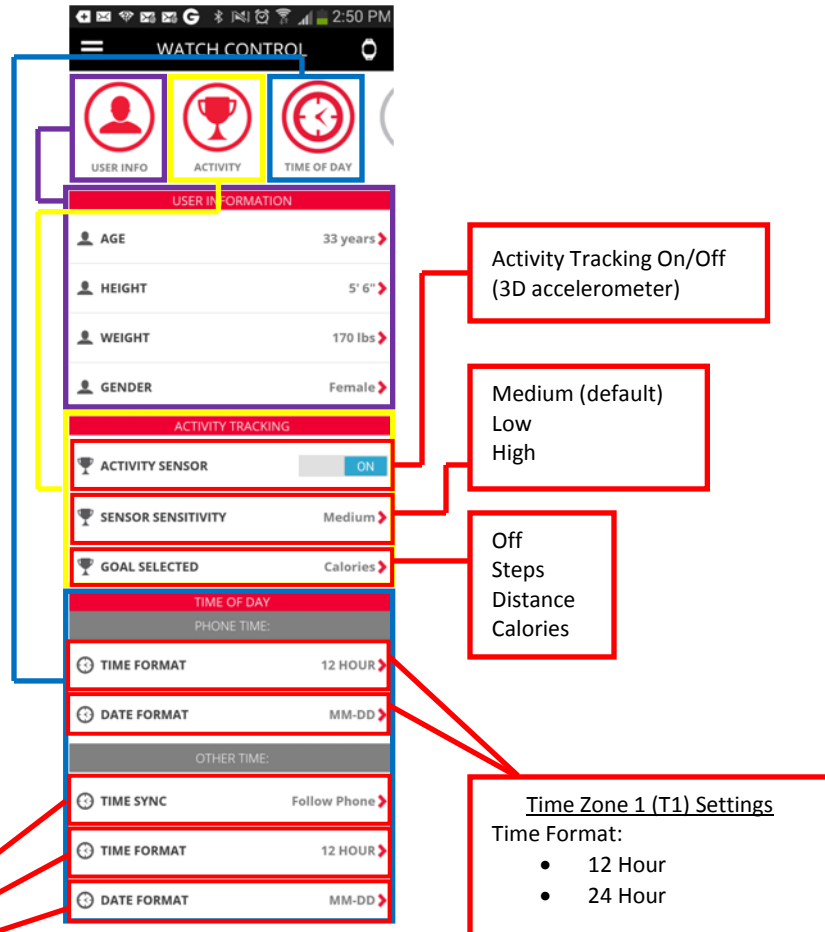 2:50 PM
WATCH CONTROL
USER INFO ACTIVITY TIME OF DAY
USER INFORMATION
AGE 33 years
HEIGHT 5' 6"
WEIGHT 170 lbs
GENDER Female
ACTIVITY TRACKING
ACTIVITY SENSOR ON
SENSOR SENSITIVITY Medium
GOAL SELECTED Calories
TIME OF DAY
PHONE TIME:
TIME FORMAT 12 HOUR
DATE FORMAT MM-DD
OTHER TIME:
TIME SYNC Follow Phone
TIME FORMAT 12 HOUR
DATE FORMAT MM-DD
Activity Tracking On/Off
(3D accelerometer)
Medium (default)
Low
High
Off
Steps
Distance
Calories
Time Zone 1 (T1) Settings
Time Format:
• 12 Hour
• 24 Hour